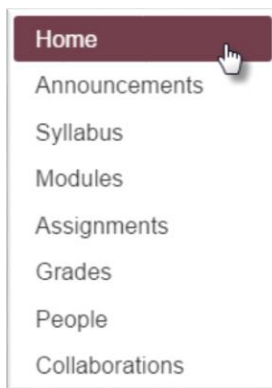 Home
Announcements
Syllabus
Modules
Assignments
Grades
People
Collaborations